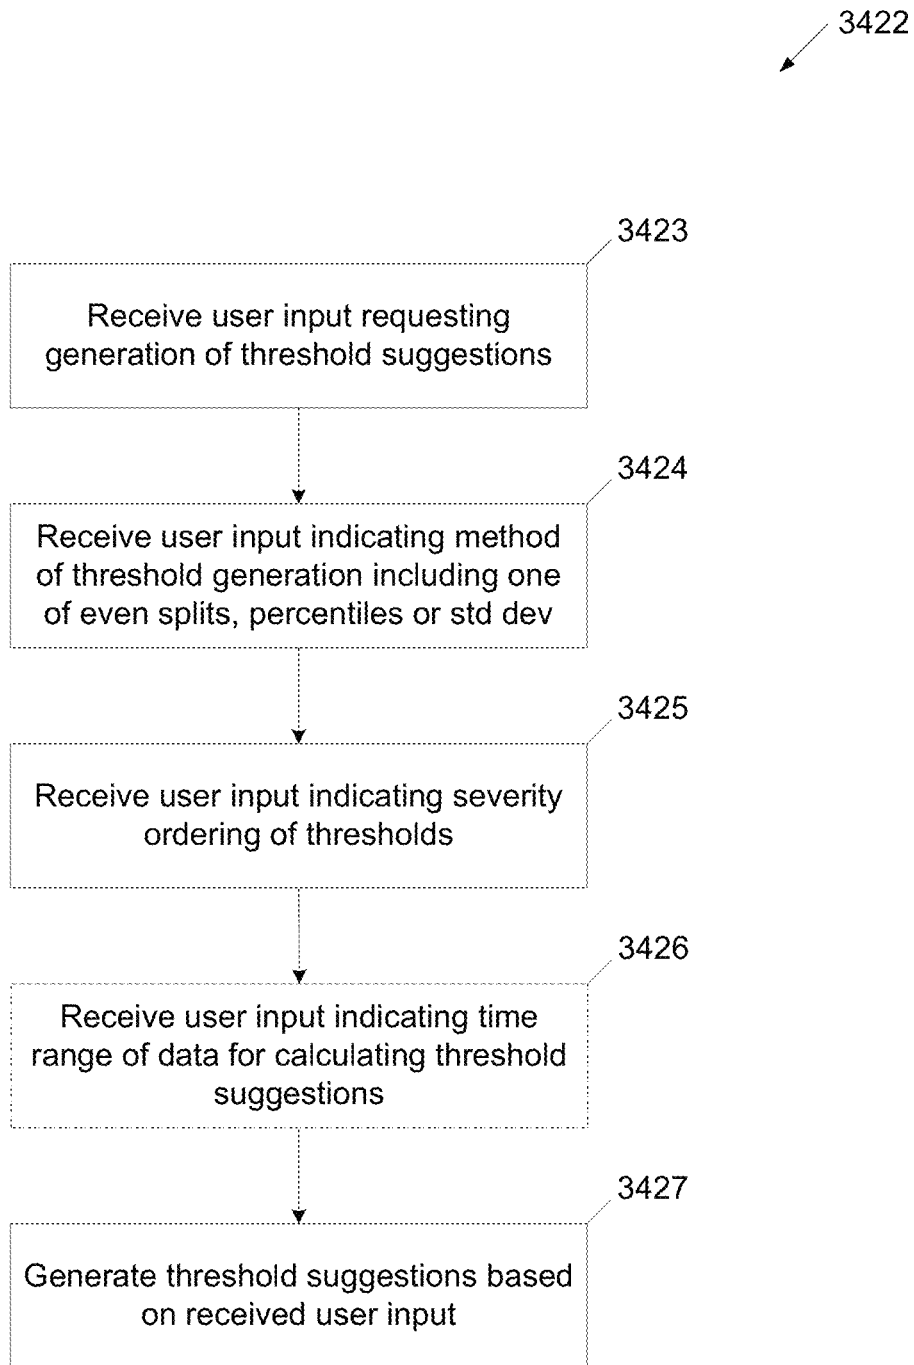 3422
3423
Receive user input requesting
generation of threshold suggestions
3424
Receive user input indicating method
of threshold generation including one
of even splits, percentiles or std dev
3425
Receive user input indicating severity
ordering of thresholds
3426
Receive user input indicating time
range of data for calculating threshold
suggestions
3427
Generate threshold suggestions based
on received user input